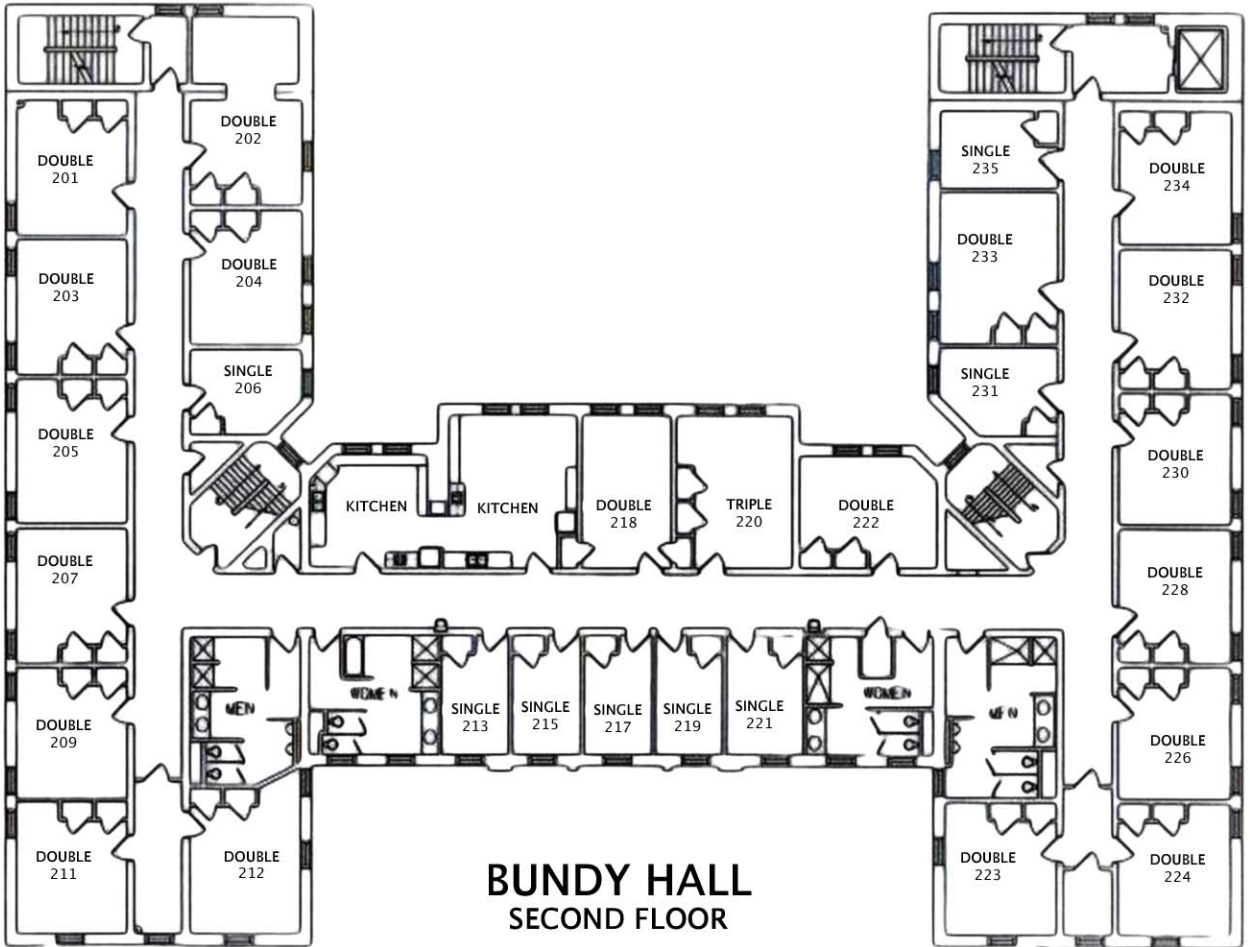 DOUBLE
201
DOUBLE
202
DOUBLE
203
DOUBLE
204
DOUBLE
205
SINGLE
206
DOUBLE
207
DOUBLE
209
DOUBLE
211
DOUBLE
212
KITCHEN
KITCHEN
DOUBLE
218
TRIPLE
220
DOUBLE
222
MEN
WOMEN
SINGLE
213
SINGLE
215
SINGLE
217
SINGLE
219
SINGLE
221
WOMEN
MEN
SINGLE
235
DOUBLE
234
DOUBLE
233
DOUBLE
232
SINGLE
231
DOUBLE
230
DOUBLE
228
DOUBLE
226
DOUBLE
223
DOUBLE
224
BUNDY HALL
SECOND FLOOR